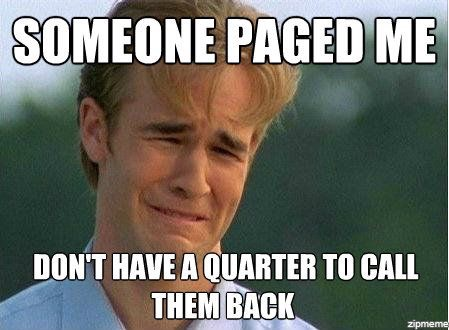 SOMEONE PAGED ME
DON'T HAVE A QUARTER TO CALL
THEM BACK
zipmeme